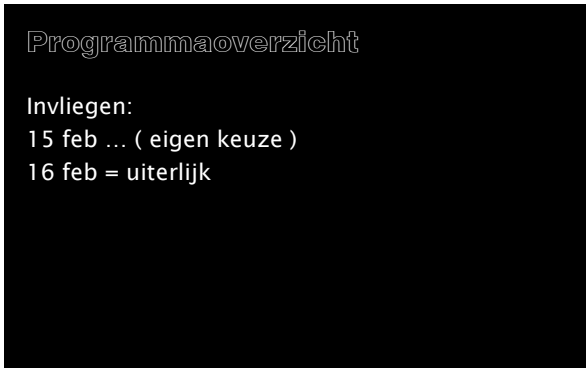 Programmaoverzicht
Invliegen:
15 feb ... ( eigen keuze )
16 feb = uiterlijk